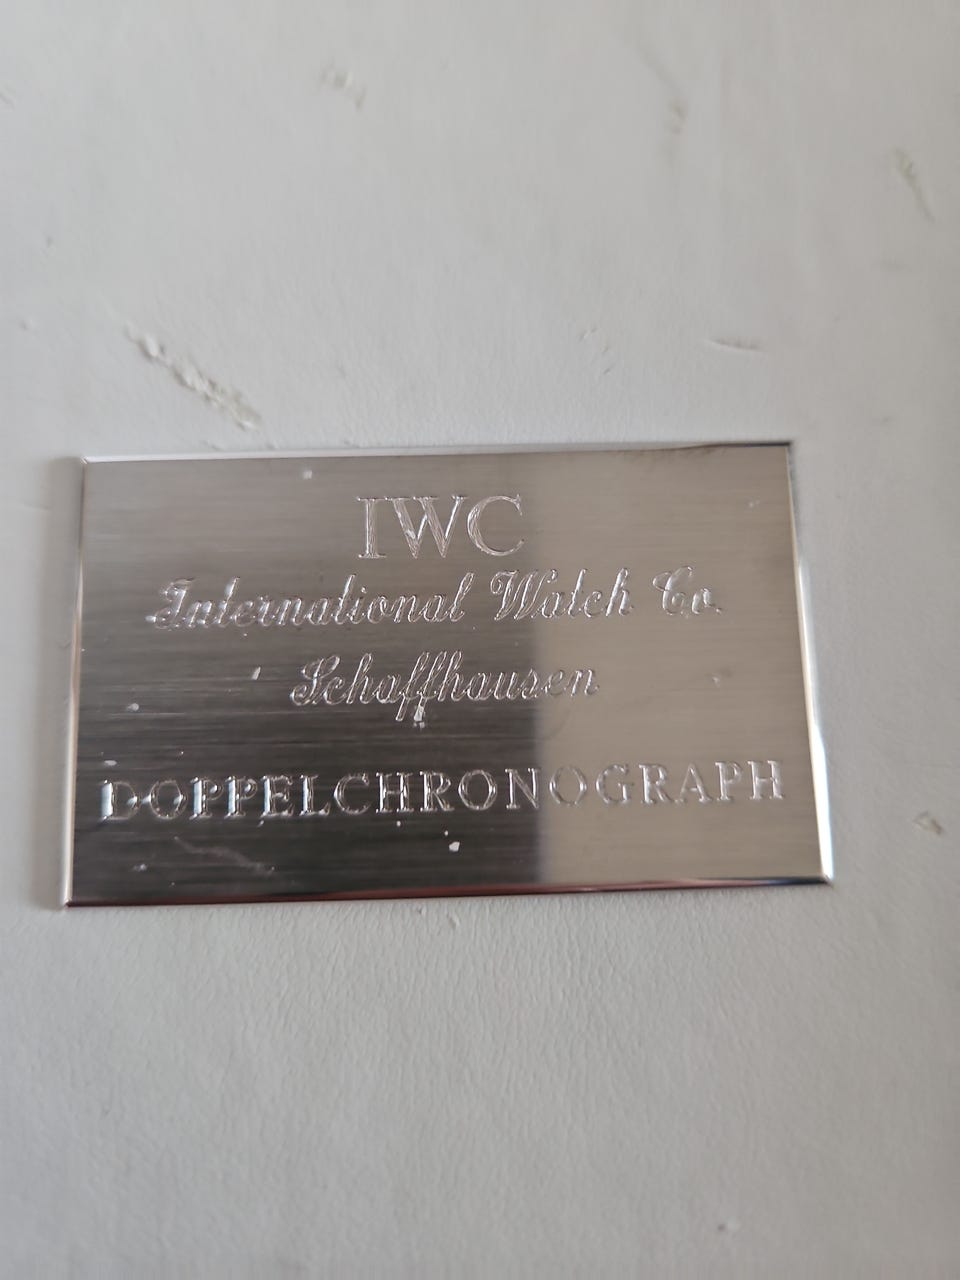 IWC
International Watch Co.
Schaffhausen
DOPPELCHRONOGRAPH